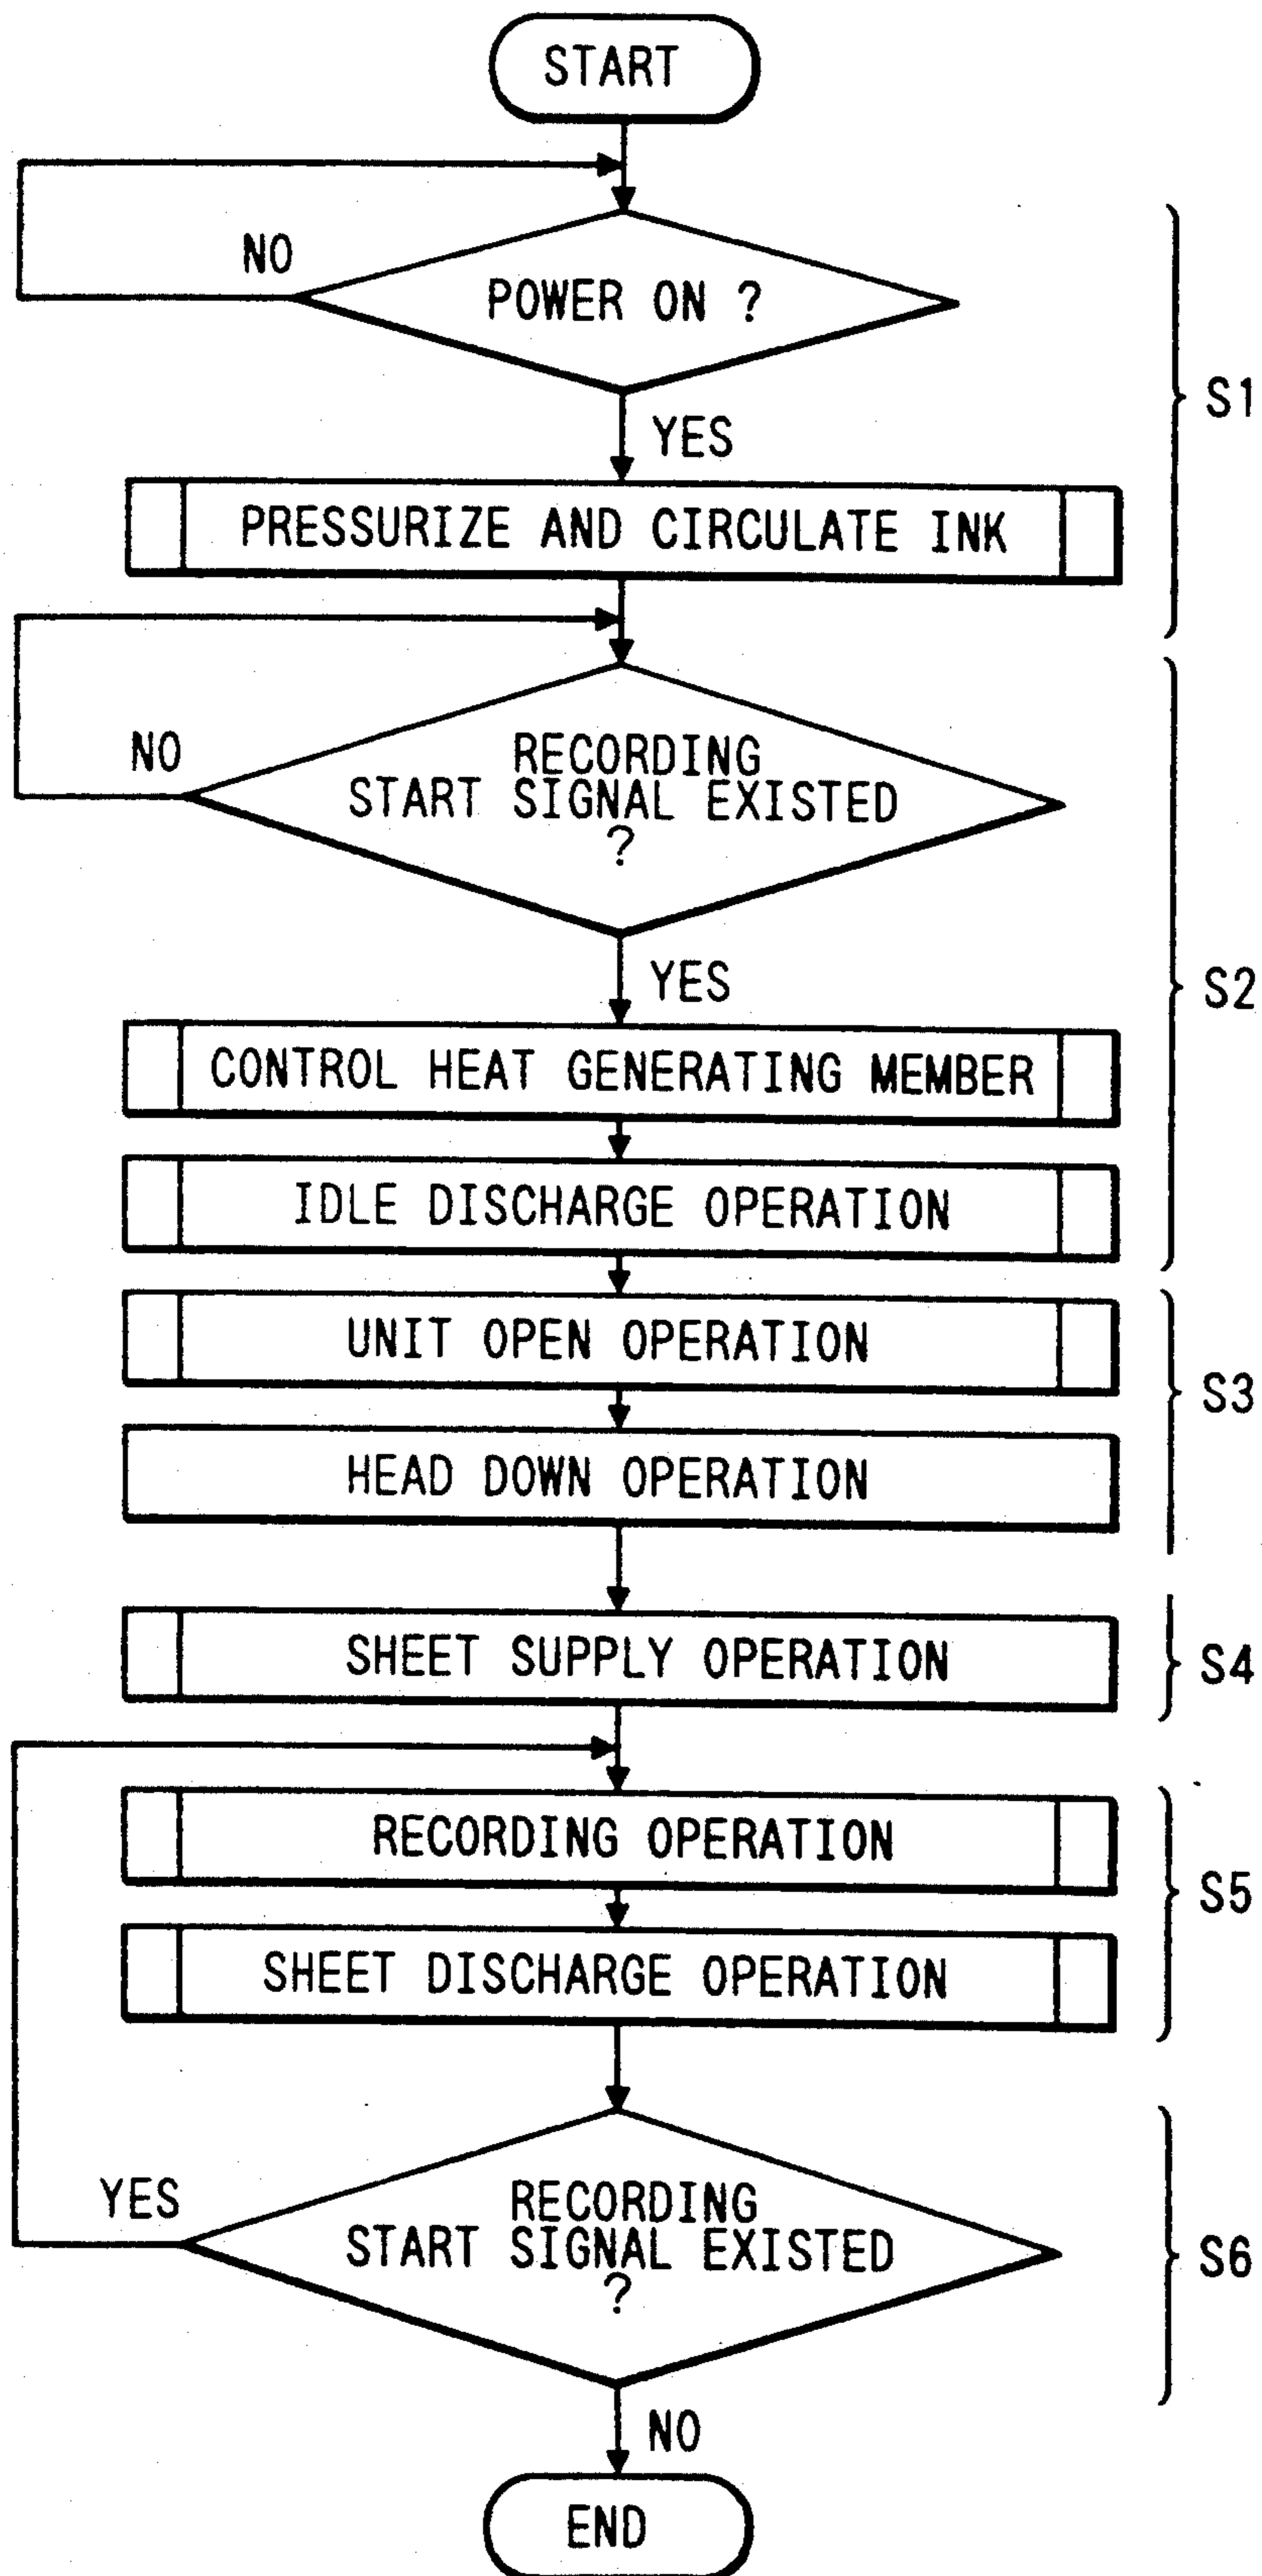 START
NO
POWER ON ?
S1
YES
PRESSURIZE AND CIRCULATE INK
NO
RECORDING
START SIGNAL EXISTED
?
YES
S2
CONTROL HEAT GENERATING MEMBER
IDLE DISCHARGE OPERATION
UNIT OPEN OPERATION
S3
HEAD DOWN OPERATION
SHEET SUPPLY OPERATION
S4
RECORDING OPERATION
S5
SHEET DISCHARGE OPERATION
YES
RECORDING
START SIGNAL EXISTED
?
S6
NO
END